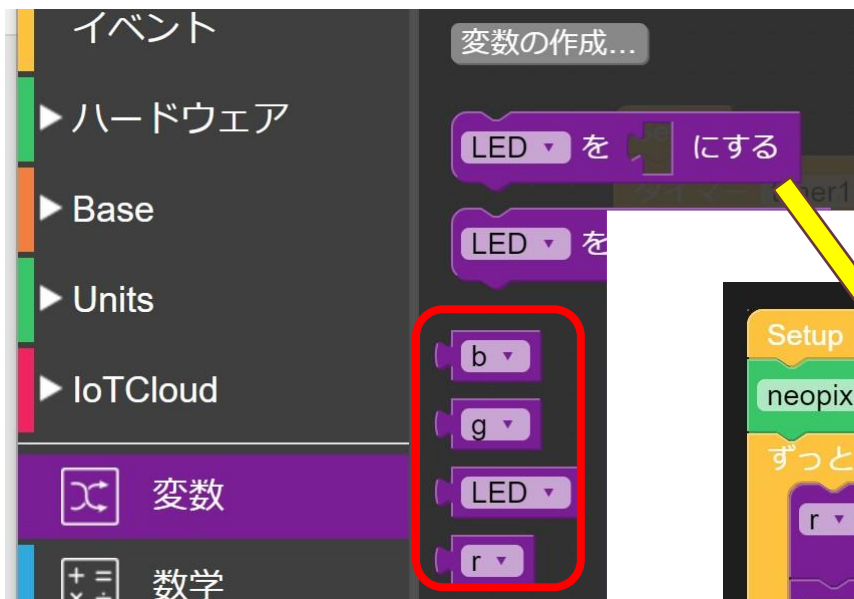 イベント
ハードウェア
Base
Units
IoTCloud
変数
数学
変数の作成...
LED を にする
LED を
b
g
LED
r
Setup
neopix
ずっと
r